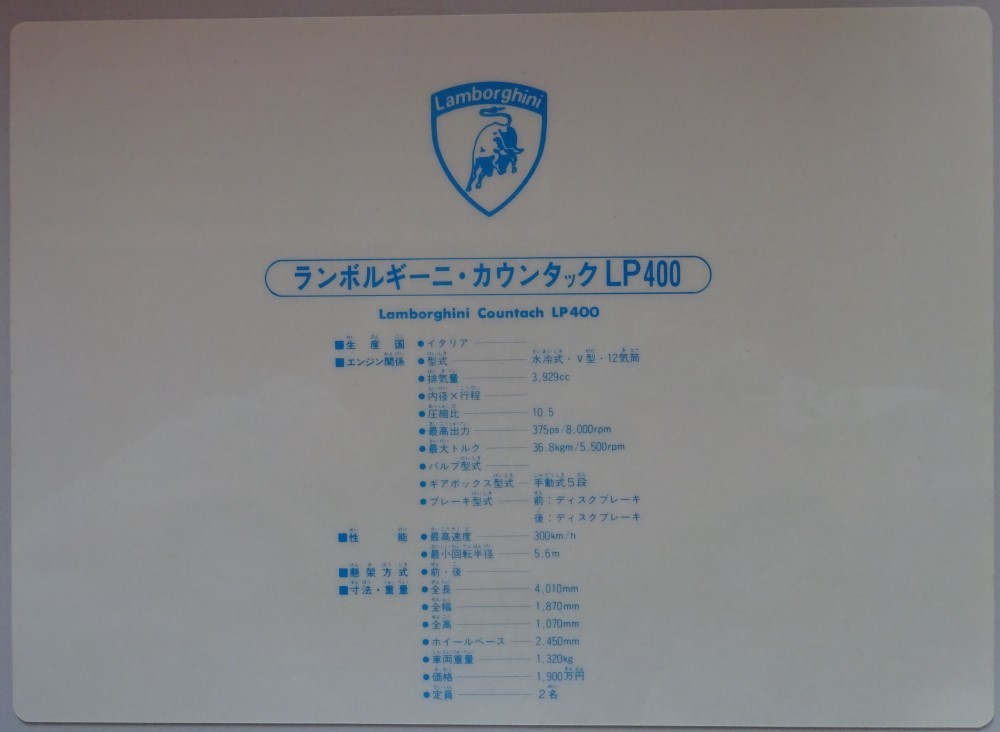 Lamborghini
ランボルギーニ・カウンタックLP400
Lamborghini Countach LP400
■生産国 ●イタリア
■エンジン関係 ●型式 水冷式・V型・12気筒
●排気量 3,929cc
●内径×行程
●圧縮比 10.5
●最高出力 375ps/8,000rpm
●最大トルク 36.8kgm/5,500rpm
●バルブ型式
●ギアボックス型式 手動式5段
●ブレーキ型式 前：ディスクブレーキ
後：ディスクブレーキ
■性能 ●最高速度 300km/h
●最小回転半径 5.6m
■懸架方式 ●前・後
■寸法・重量 ●全長 4,010mm
●全幅 1,870mm
●全高 1,070mm
●ホイールベース 2,450mm
●車両重量 1,320kg
●価格 1,900万円
●定員 2名